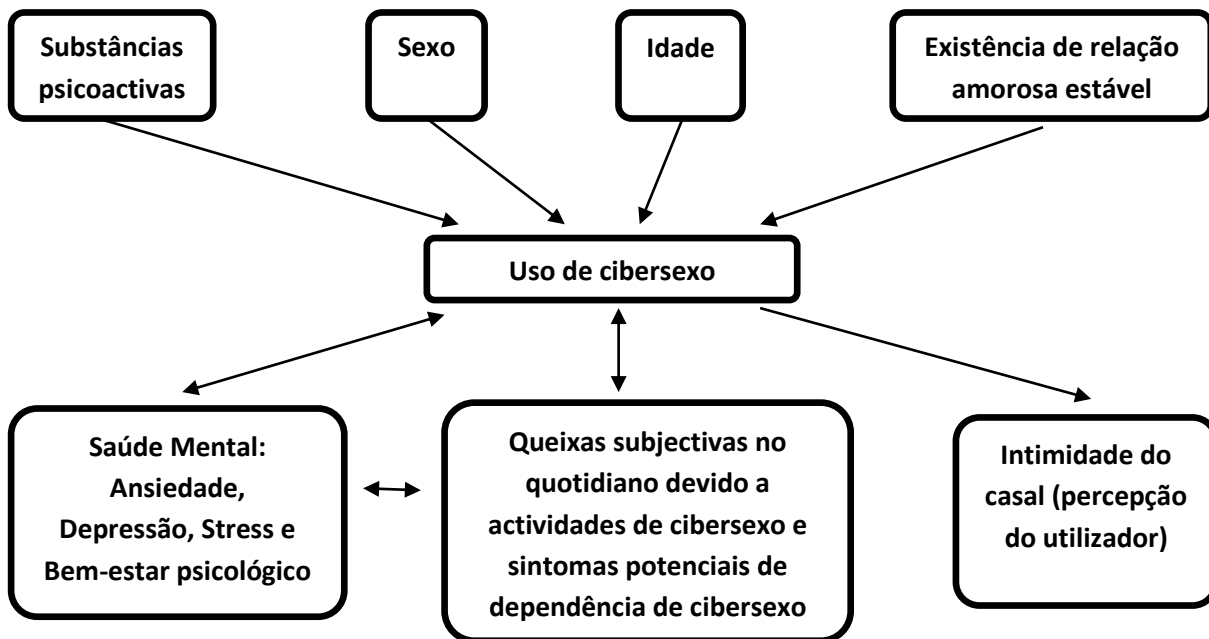 Substâncias
psicoactivas
Sexo
Idade
Existência de relação
amorosa estável
Uso de cibersexo
Saúde Mental:
Ansiedade,
Depressão, Stress e
Bem-estar psicológico
Queixas subjectivas no
quotidiano devido a
actividades de cibersexo e
sintomas potenciais de
dependência de cibersexo
Intimidade do
casal (percepção
do utilizador)